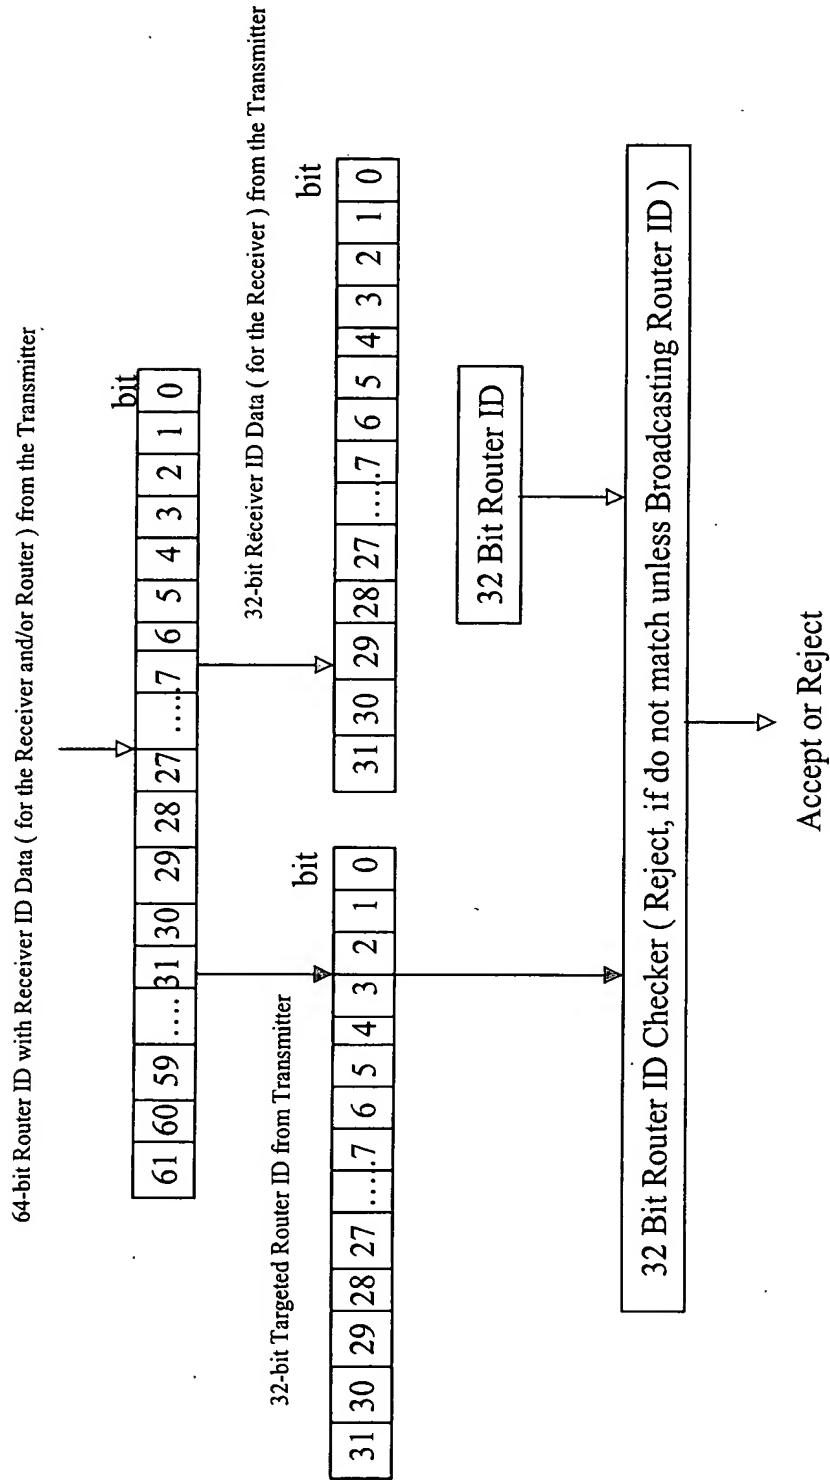 64-bit Router ID with Receiver ID Data ( for the Receiver and/or Router ) from the Transmitter
bit
61 60 59 .... 31 30 29 28 27 .....7 6 5 4 3 2 1 0
32-bit Targeted Router ID from Transmitter
bit
31 30 29 28 27 .....7 6 5 4 3 2 1 0
32-bit Receiver ID Data ( for the Receiver ) from the Transmitter
bit
31 30 29 28 27 .....7 6 5 4 3 2 1 0
32 Bit Router ID
32 Bit Router ID Checker ( Reject, if do not match unless Broadcasting Router ID )
Accept or Reject